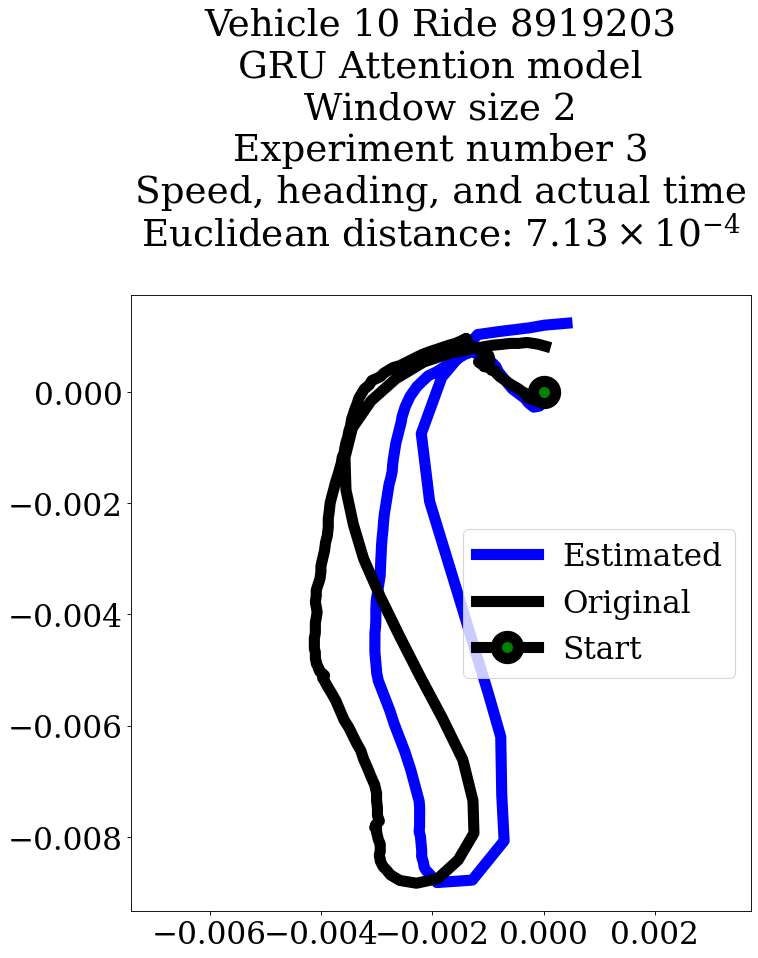 Vehicle 10 Ride 8919203
GRU Attention model
Window size 2
Experiment number 3
Speed, heading, and actual time
Euclidean distance: 7.13 × 10⁻⁴
0.000
−0.002
−0.004
−0.006
−0.008
Estimated
Original
Start
−0.006 −0.004 −0.002 0.000 0.002